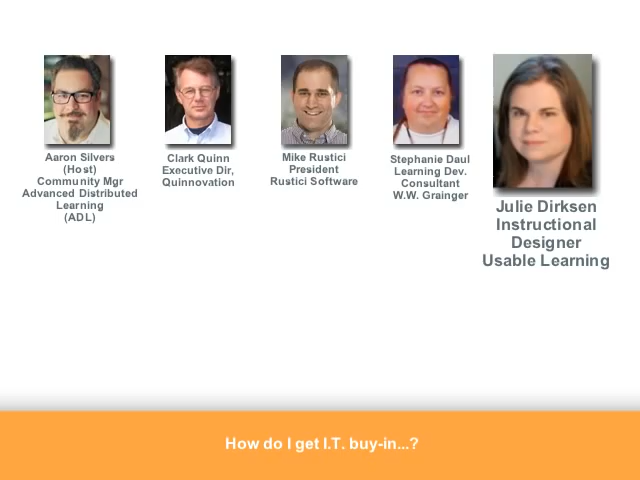 Aaron Silvers
(Host)
Community Mgr
Advanced Distributed
Learning
(ADL)
Clark Quinn
Executive Dir,
Quinnovation
Mike Rustici
President
Rustici Software
Stephanie Daul
Learning Dev.
Consultant
W.W. Grainger
Julie Dirksen
Instructional
Designer
Usable Learning
How do I get I.T. buy-in...?